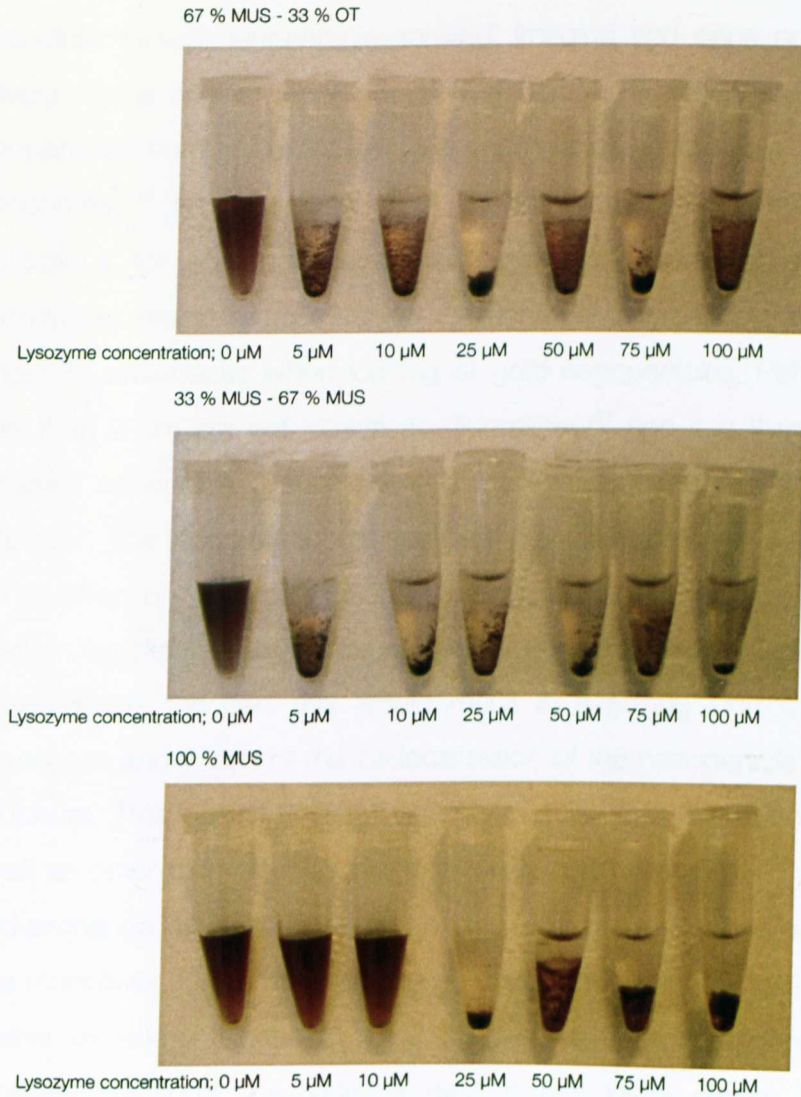 67 % MUS - 33 % OT
Lysozyme concentration; 0 µM 5 µM 10 µM 25 µM 50 µM 75 µM 100 µM
33 % MUS - 67 % MUS
Lysozyme concentration; 0 µM 5 µM 10 µM 25 µM 50 µM 75 µM 100 µM
100 % MUS
Lysozyme concentration; 0 µM 5 µM 10 µM 25 µM 50 µM 75 µM 100 µM